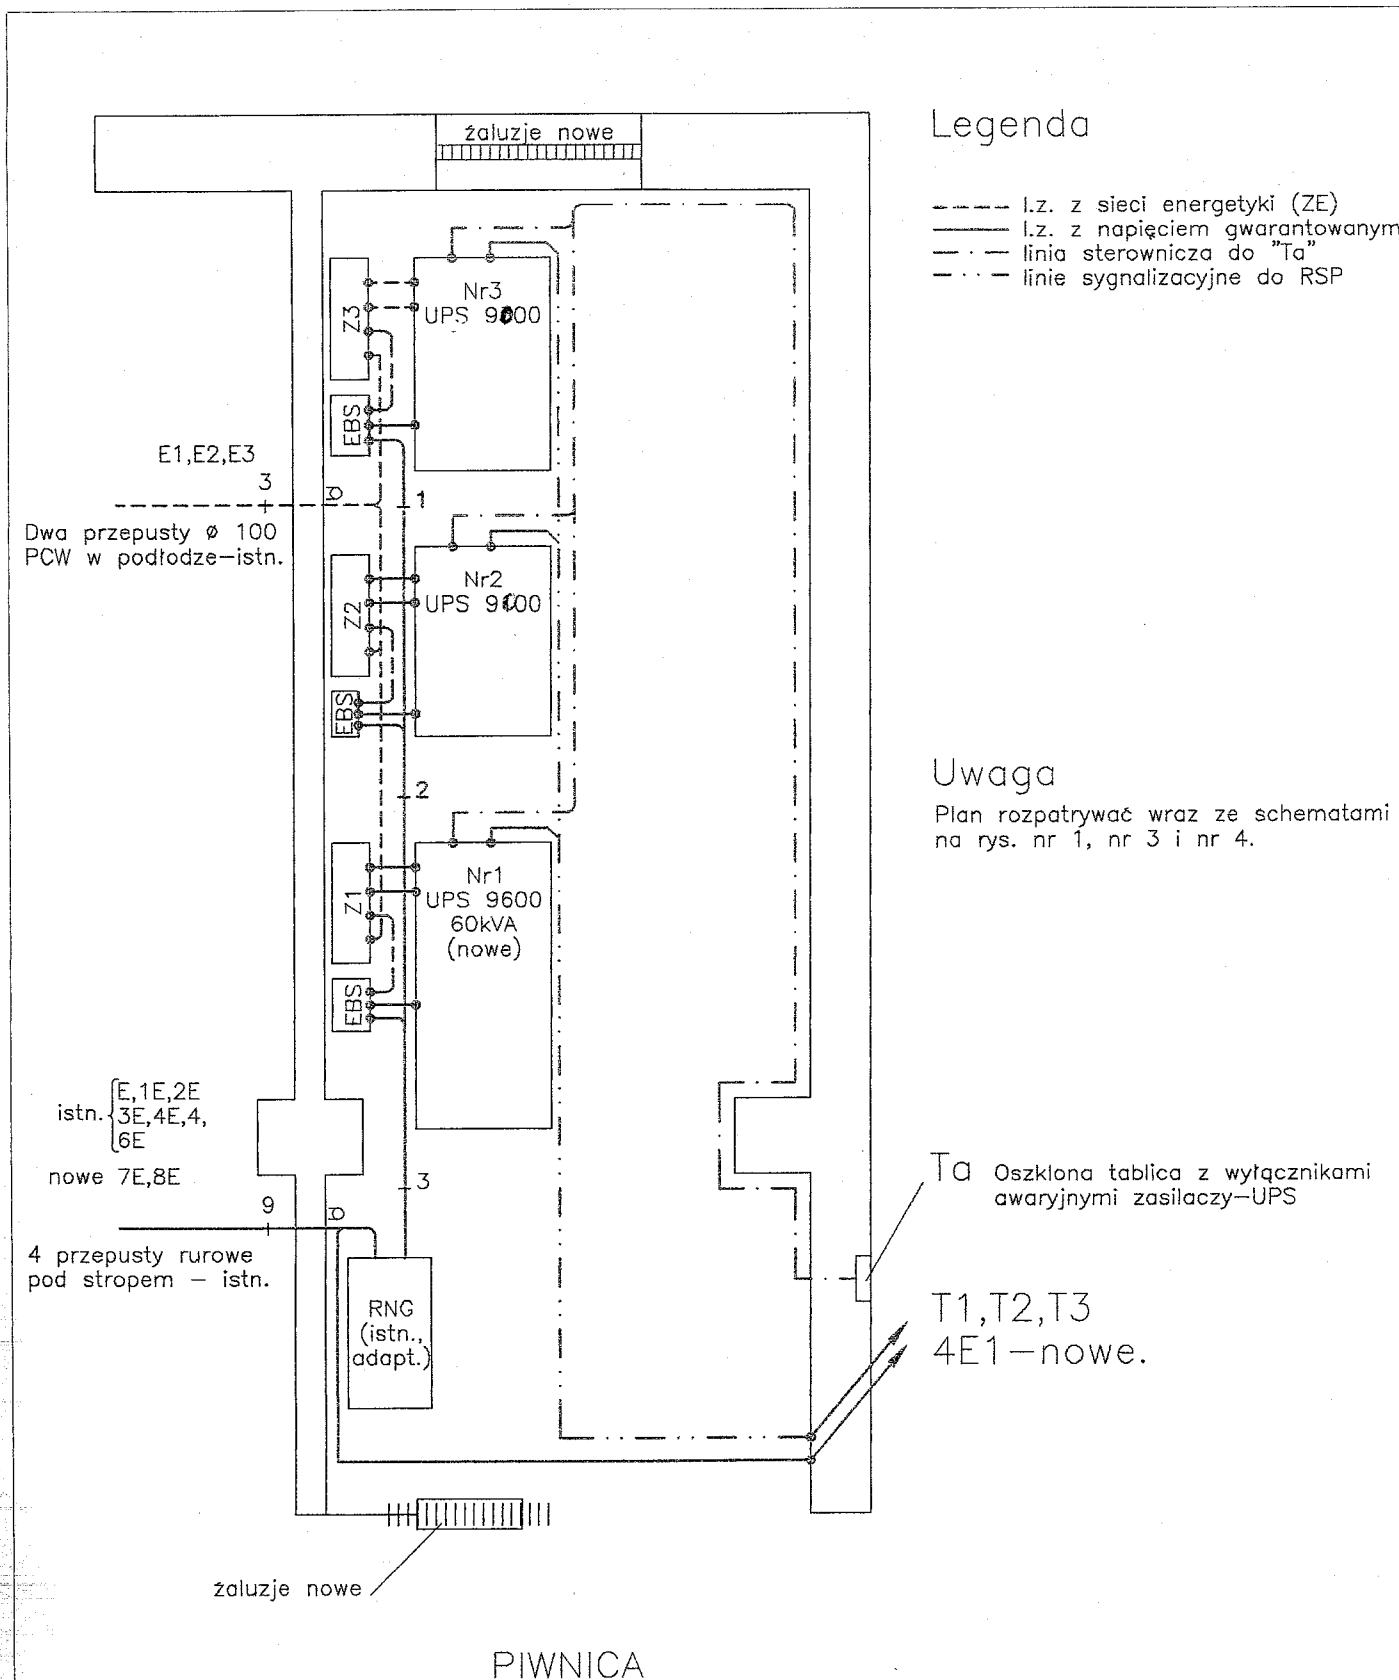 żaluzje nowe
Legenda
l.z. z sieci energetyki (ZE)
l.z. z napięciem gwarantowanym
linia sterownicza do "Ta"
linie sygnalizacyjne do RSP
Nr3
UPS 9000
Z3
EBS
E1,E2,E3
3
1
Dwa przepusty ø 100
PCW w podłodze–istn.
Nr2
UPS 9000
Z2
EBS
2
Uwaga
Plan rozpatrywać wraz ze schematami
na rys. nr 1, nr 3 i nr 4.
Nr1
UPS 9600
60kVA
(nowe)
Z1
EBS
istn.
E,1E,2E
3E,4E,4,
6E
nowe 7E,8E
3
9
4 przepusty rurowe
pod stropem – istn.
Ta Oszklona tablica z wyłącznikami
awaryjnymi zasilaczy–UPS
RNG
(istn.,
adapt.)
T1,T2,T3
4E1–nowe.
żaluzje nowe
PIWNICA